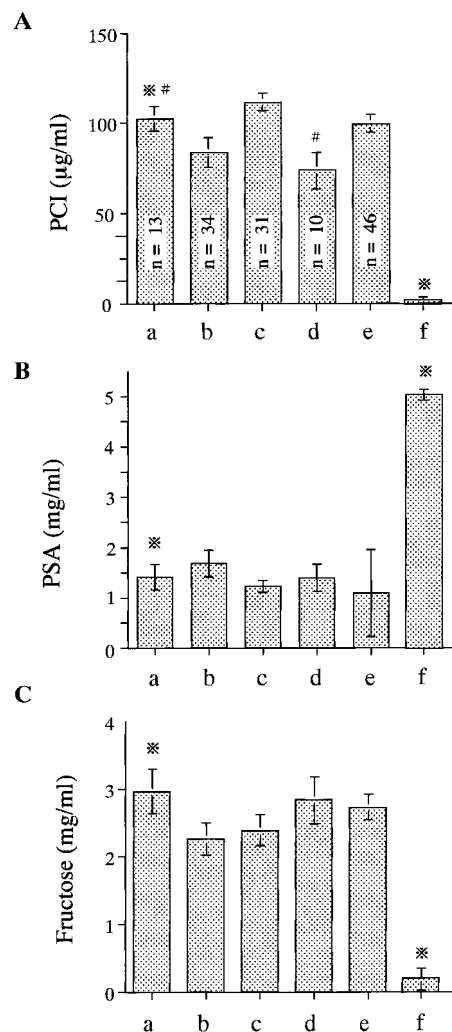 A
150
100
50
0
PCI (µg/ml)
※ #
#
※
n = 13
n = 34
n = 31
n = 10
n = 46
a b c d e f
B
5
4
3
2
1
0
PSA (mg/ml)
※
※
a b c d e f
C
4
3
2
1
0
Fructose (mg/ml)
※
※
a b c d e f